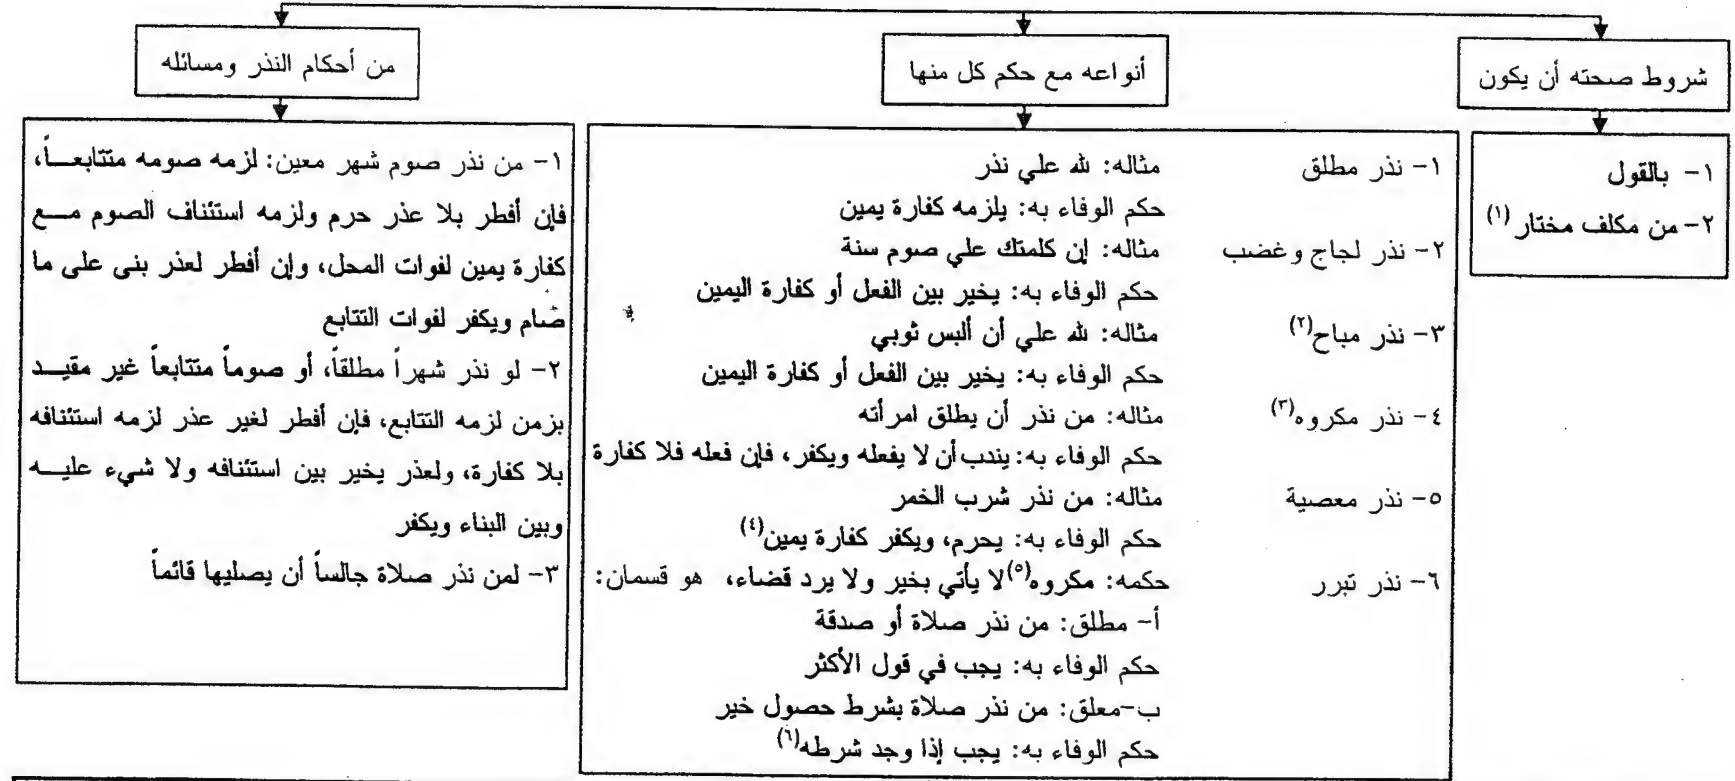 شروط صحته أن يكون
١- بالقول
٢- من مكلف مختار (١)
أنواعه مع حكم كل منها
١- نذر مطلق مثاله: لله علي نذر
حكم الوفاء به: يلزمه كفارة يمين
٢- نذر لجاج وغضب مثاله: إن كلمتك علي صوم سنة
حكم الوفاء به: يخير بين الفعل أو كفارة اليمين
٣- نذر مباح(٢) مثاله: لله علي أن ألبس ثوبي
حكم الوفاء به: يخير بين الفعل أو كفارة اليمين
٤- نذر مكروه(٣) مثاله: من نذر أن يطلق امرأته
حكم الوفاء به: يندب أن لا يفعله ويكفر، فإن فعله فلا كفارة
٥- نذر معصية مثاله: من نذر شرب الخمر
حكم الوفاء به: يحرم، ويكفر كفارة يمين(٤)
٦- نذر تبرر حكمه: مكروه(٥) لا يأتي بخير ولا يرد قضاء، هو قسمان:
أ- مطلق: من نذر صلاة أو صدقة
حكم الوفاء به: يجب في قول الأكثر
ب-معلق: من نذر صلاة بشرط حصول خير
حكم الوفاء به: يجب إذا وجد شرطه(٦)
من أحكام النذر ومسائله
١- من نذر صوم شهر معين: لزمه صومه متتابعـــاً،
فإن أفطر بلا عذر حرم ولزمه استئناف الصوم مـــع
كفارة يمين لفوات المحل، وإن أفطر لعذر بنى على ما
صام ويكفر لفوات التتابع
٢- لو نذر شهراً مطلقاً، أو صوماً متتابعاً غير مقيـــد
بزمن لزمه التتابع، فإن أفطر لغير عذر لزمه استئنافه
بلا كفارة، ولعذر يخير بين استئنافه ولا شيء عليـــه
وبين البناء ويكفر
٣- لمن نذر صلاة جالساً أن يصليها قائماً